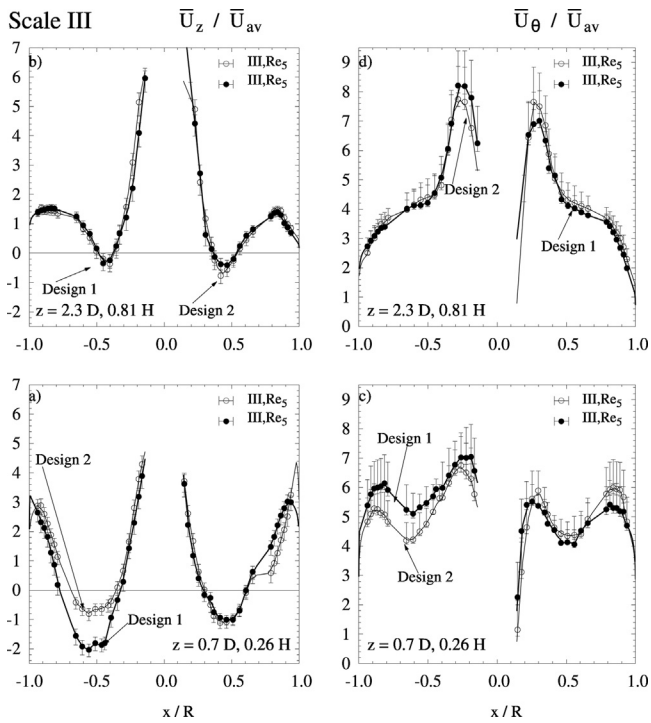 Scale III
U̅z / U̅av
U̅θ / U̅av
b)
III,Re5
III,Re5
7
6
5
4
3
2
1
0
-1
-2
Design 1
Design 2
z = 2.3 D, 0.81 H
-1.0 -0.5 0.0 0.5 1.0
d)
III,Re5
III,Re5
9
8
7
6
5
4
3
2
1
0
Design 2
Design 1
z = 2.3 D, 0.81 H
-1.0 -0.5 0.0 0.5 1.0
a)
III,Re5
III,Re5
7
6
5
4
3
2
1
0
-1
-2
Design 2
Design 1
z = 0.7 D, 0.26 H
-1.0 -0.5 0.0 0.5 1.0
x / R
c)
III,Re5
III,Re5
9
8
7
6
5
4
3
2
1
0
Design 1
Design 2
z = 0.7 D, 0.26 H
-1.0 -0.5 0.0 0.5 1.0
x / R